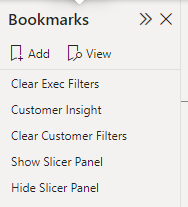 Bookmarks
Add View
Clear Exec Filters
Customer Insight
Clear Customer Filters
Show Slicer Panel
Hide Slicer Panel